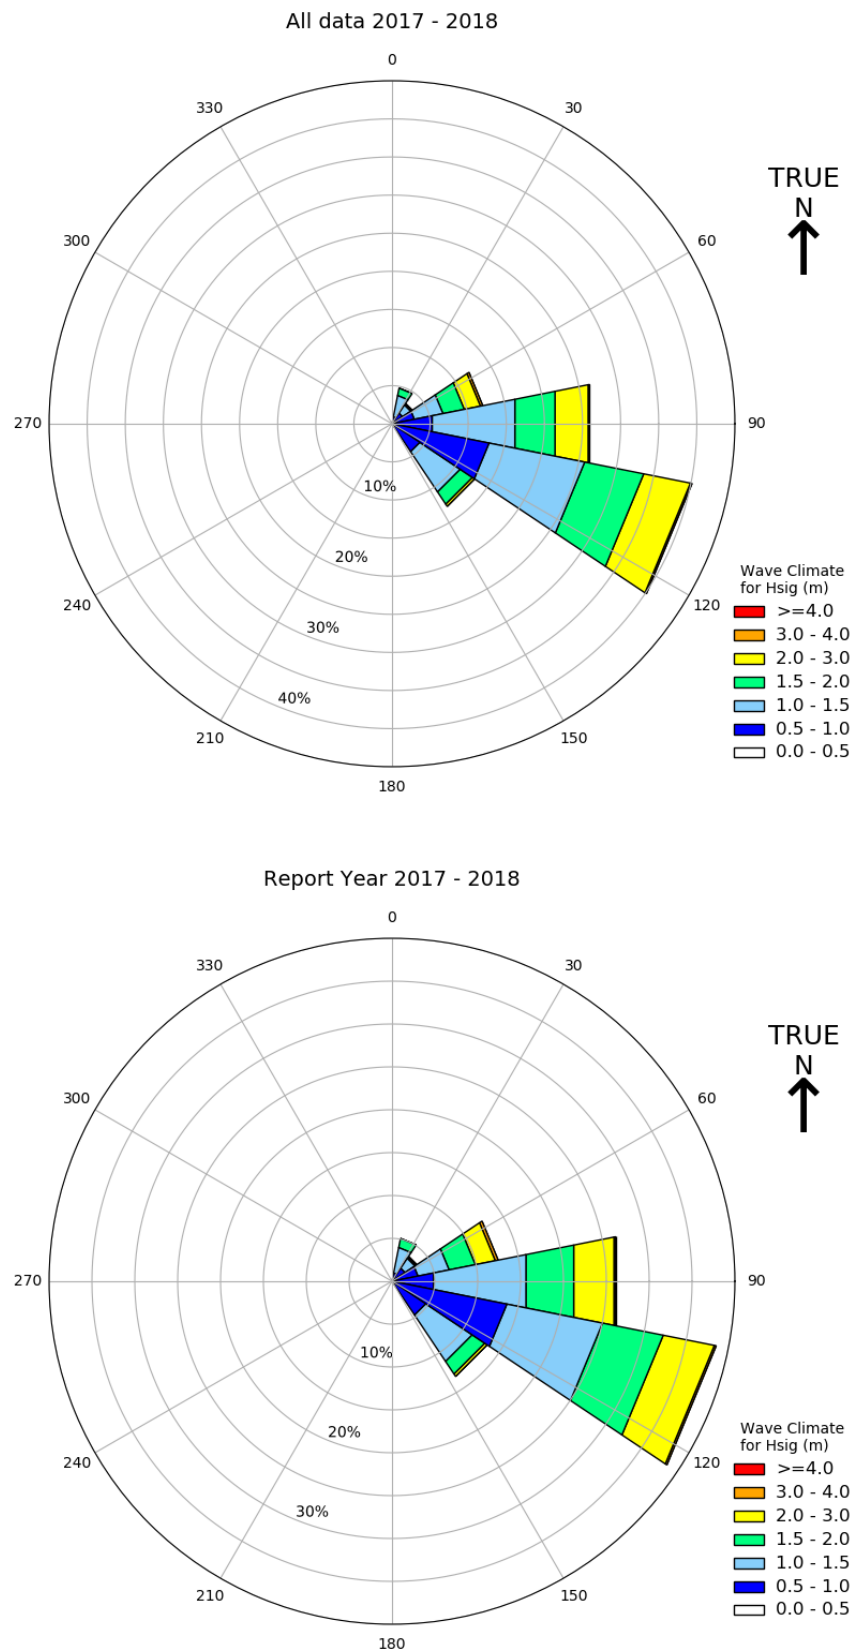 All data 2017 - 2018
0
330
30
TRUE
N
300
60
270
90
10%
20%
240
120
Wave Climate
for Hsig (m)
>=4.0
3.0 - 4.0
2.0 - 3.0
1.5 - 2.0
1.0 - 1.5
0.5 - 1.0
0.0 - 0.5
30%
40%
210
150
180
Report Year 2017 - 2018
0
330
30
TRUE
N
300
60
270
90
10%
20%
240
120
Wave Climate
for Hsig (m)
>=4.0
3.0 - 4.0
2.0 - 3.0
1.5 - 2.0
1.0 - 1.5
0.5 - 1.0
0.0 - 0.5
30%
210
150
180